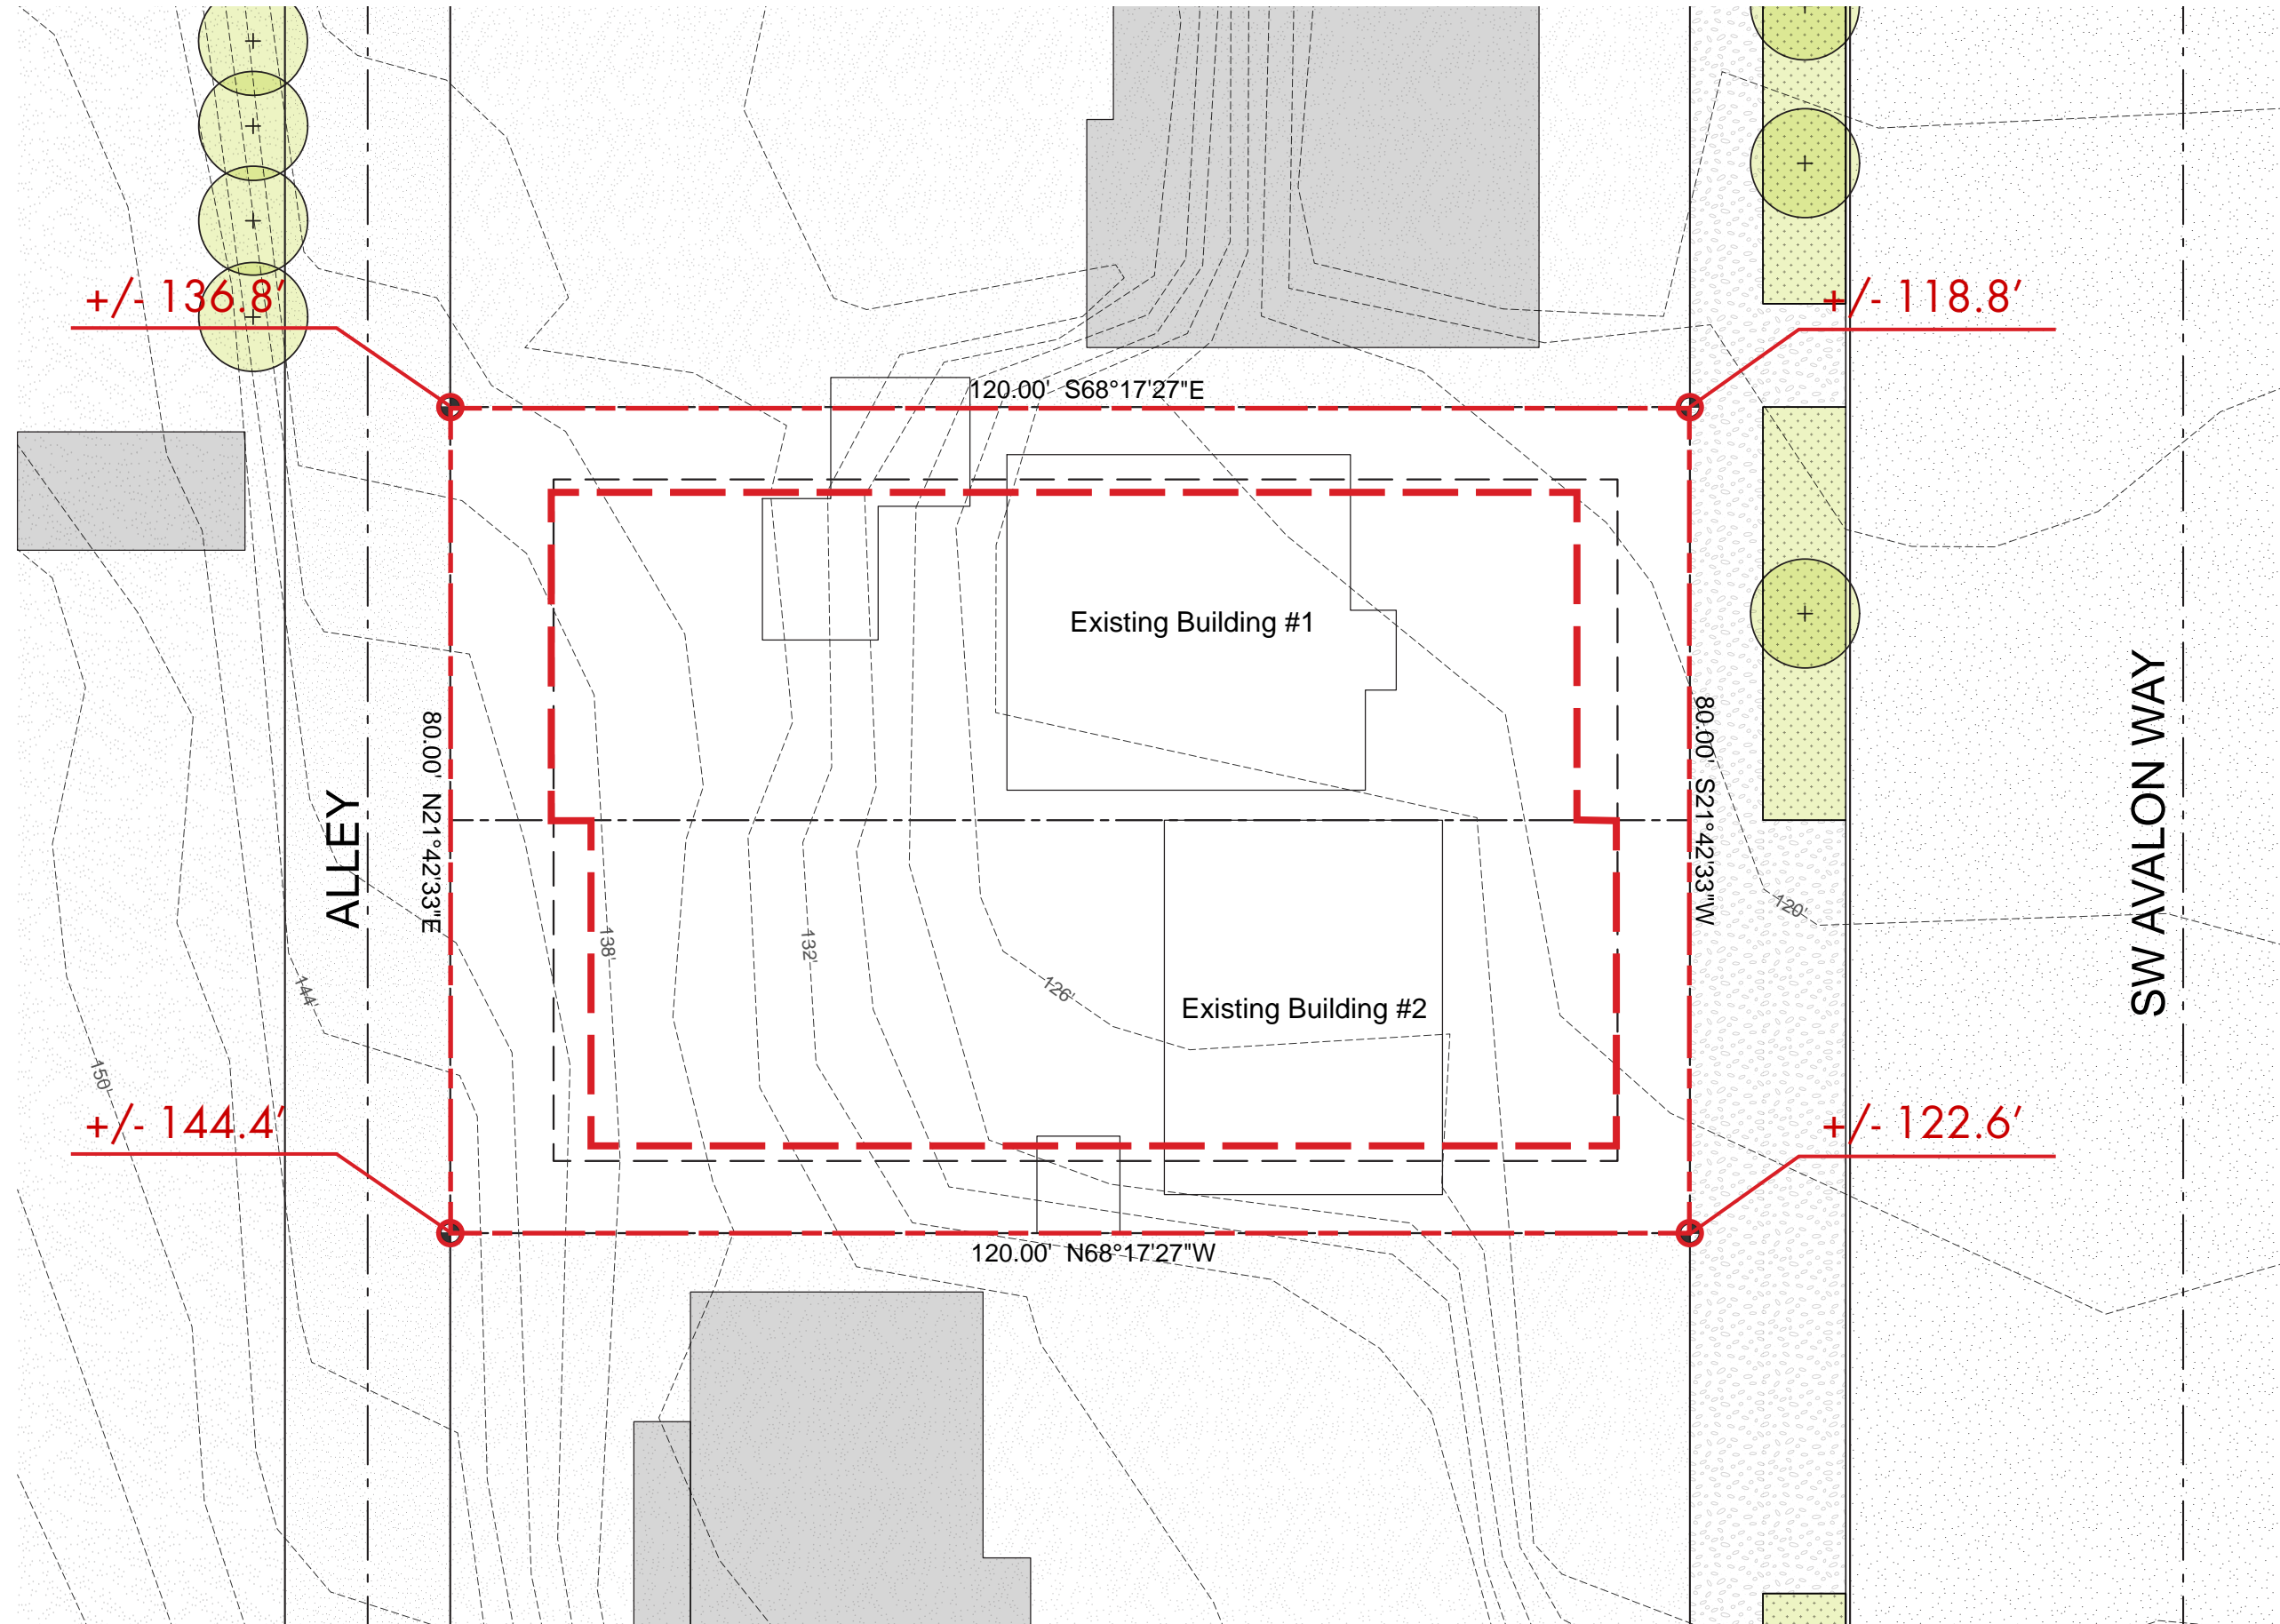 +/- 136.8'
+/- 118.8'
120.00' S68°17'27"E
Existing Building #1
80.00' N21°42'33"E
80.00' S21°42'33"W
ALLEY
SW AVALON WAY
120'
138'
132'
126'
144'
Existing Building #2
150'
+/- 144.4'
+/- 122.6'
120.00' N68°17'27"W